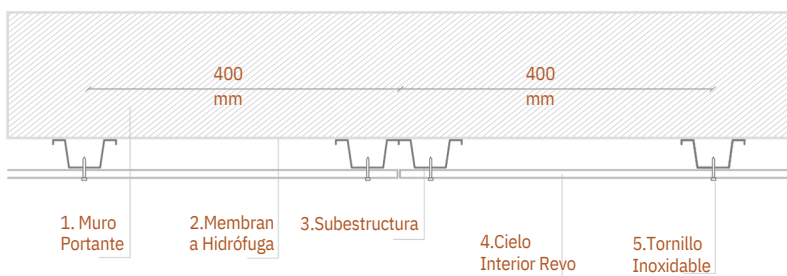 400
mm
400
mm
1. Muro
Portante
2.Membran
a Hidrófuga
3.Subestructura
4.Cielo
Interior Revo
5.Tornillo
Inoxidable